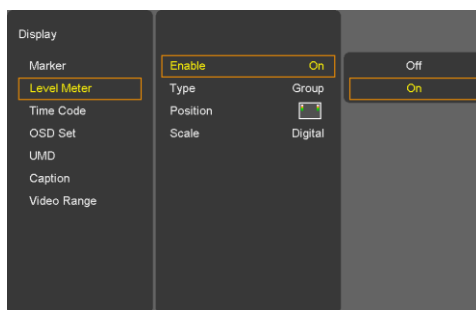 Display
Marker
Level Meter
Time Code
OSD Set
UMD
Caption
Video Range
Enable On
Type Group
Position
Scale Digital
Off
On